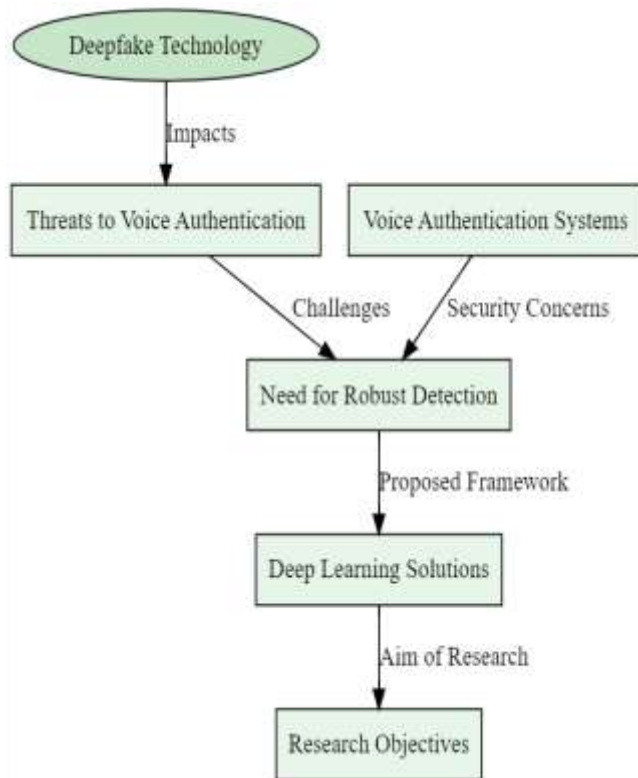 Deepfake Technology
Impacts
Threats to Voice Authentication
Voice Authentication Systems
Challenges
Security Concerns
Need for Robust Detection
Proposed Framework
Deep Learning Solutions
Aim of Research
Research Objectives